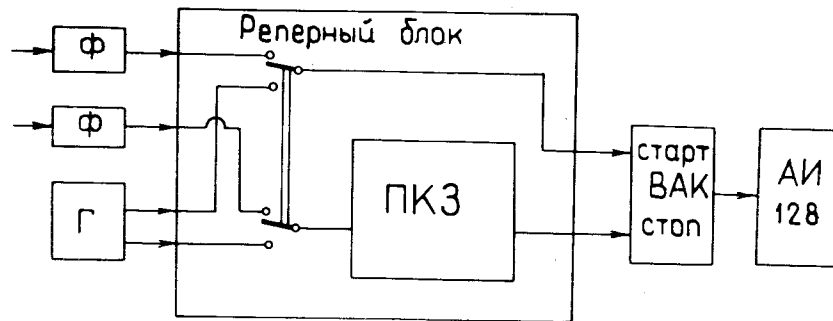 Реперный блок
Ф
Ф
Г
ПКЗ
старт
ВАК
стоп
АИ
128